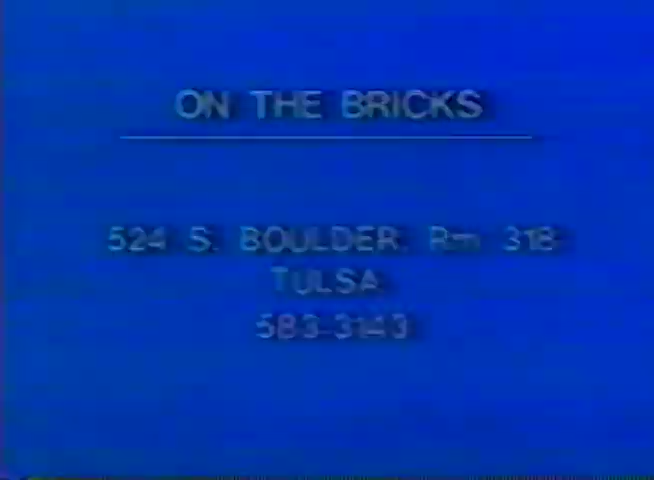 ON THE BRICKS
524 S. BOULDER, Rm 318
TULSA
583-3143